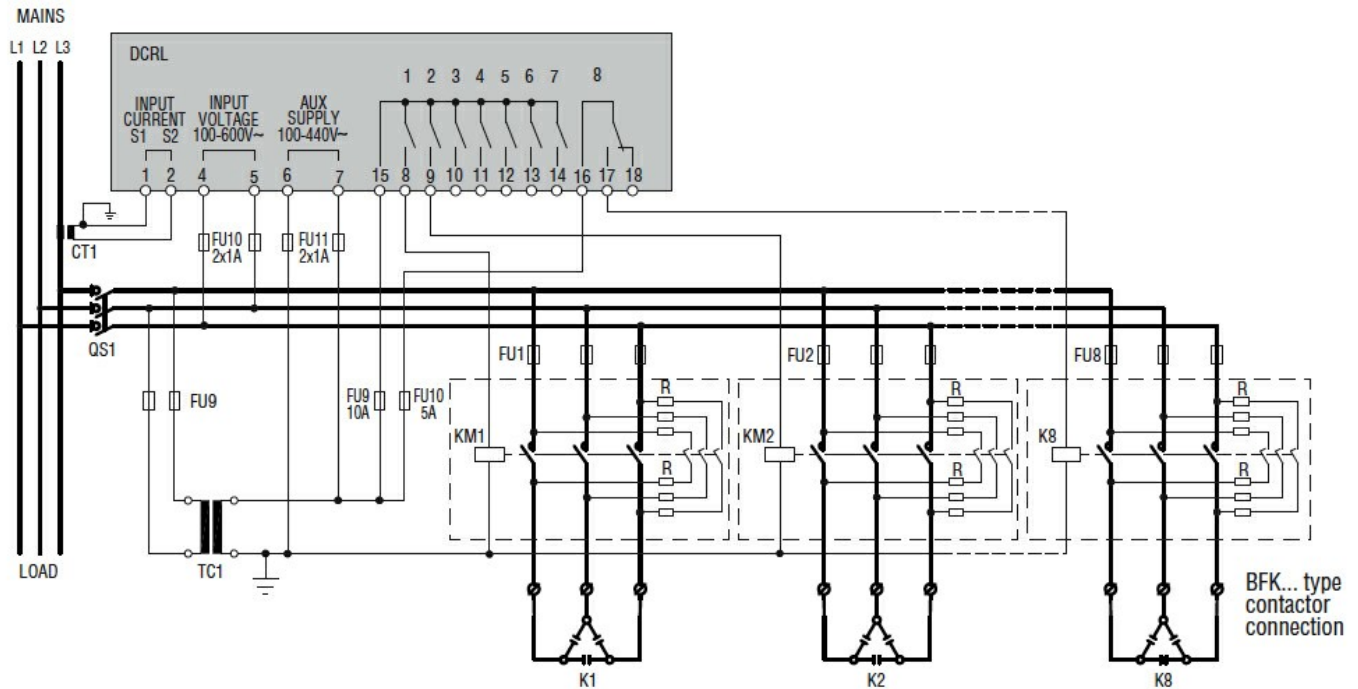 MAINS
L1 L2 L3
DCRL
1 2 3 4 5 6 7 8
INPUT CURRENT
S1 S2
INPUT VOLTAGE
100-600V~
AUX SUPPLY
100-440V~
1 2 4 5 6 7 15 8 9 10 11 12 13 14 16 17 18
CT1
FU10
2x1A
FU11
2x1A
QS1
FU1
FU2
FU8
FU9
FU9
10A
FU10
5A
R
R
R
KM1
KM2
K8
R
R
R
LOAD
TC1
BFK... type
contactor
connection
K1
K2
K8